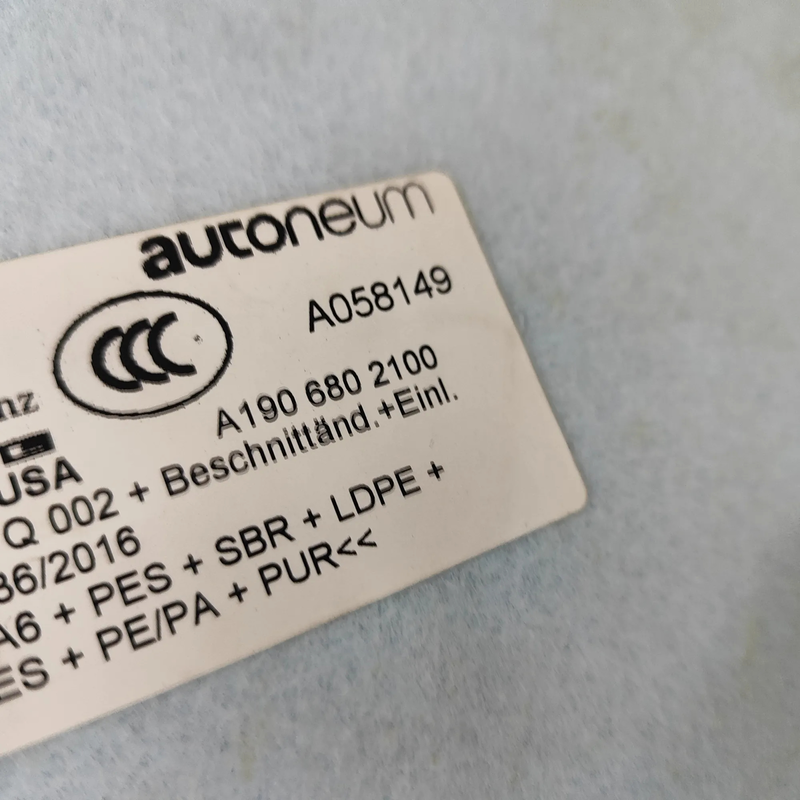 autoneum
CCC
A058149
nz
A190 680 2100
USA
Q 002 + Beschnittänd.+Einl.
36/2016
A6 + PES + SBR + LDPE +
ES + PE/PA + PUR<<